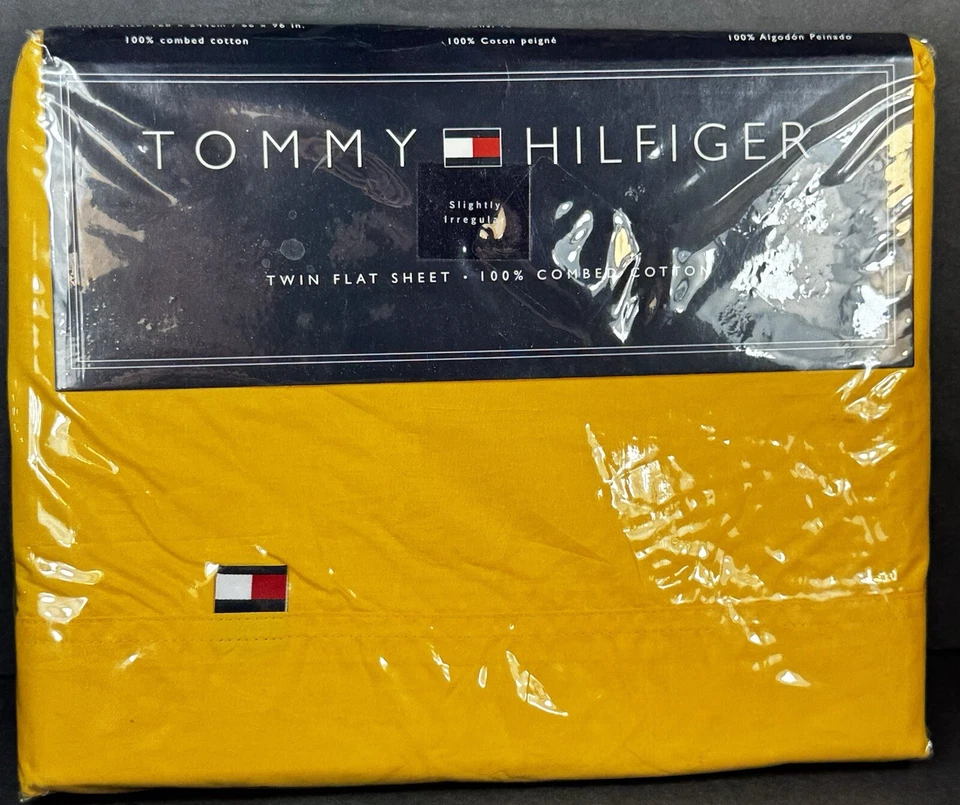 100% combed cotton
100% Coton peigné
100% Algodón Peinado
TOMMY HILFIGER
Slightly
Irregular
TWIN FLAT SHEET • 100% COMBED COTTON